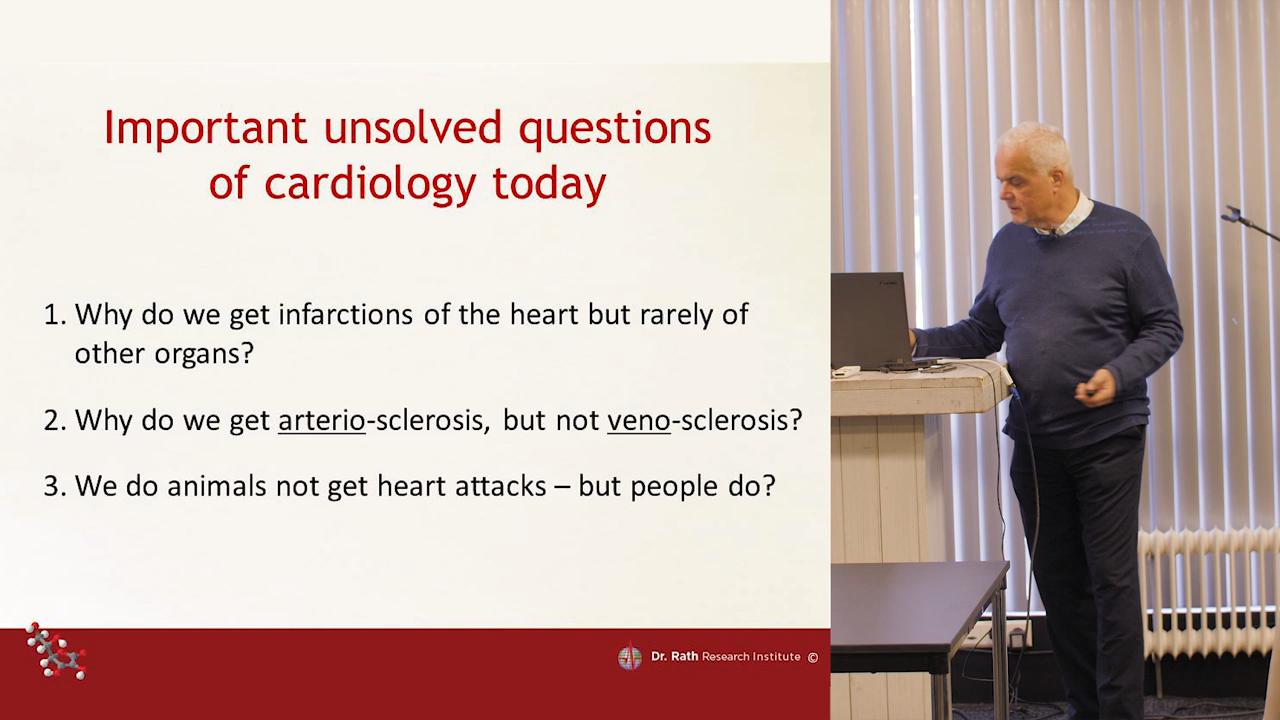 Important unsolved questions
of cardiology today
1. Why do we get infarctions of the heart but rarely of
other organs?
2. Why do we get arterio-sclerosis, but not veno-sclerosis?
3. We do animals not get heart attacks – but people do?
Dr. Rath Research Institute ©